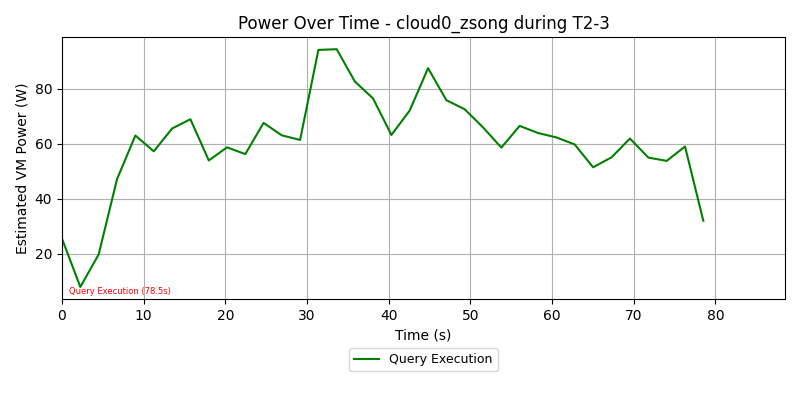 Power Over Time - cloud0_zsong during T2-3
Estimated VM Power (W)
80
60
40
20
Query Execution (78.5s)
0 10 20 30 40 50 60 70 80
Time (s)
Query Execution